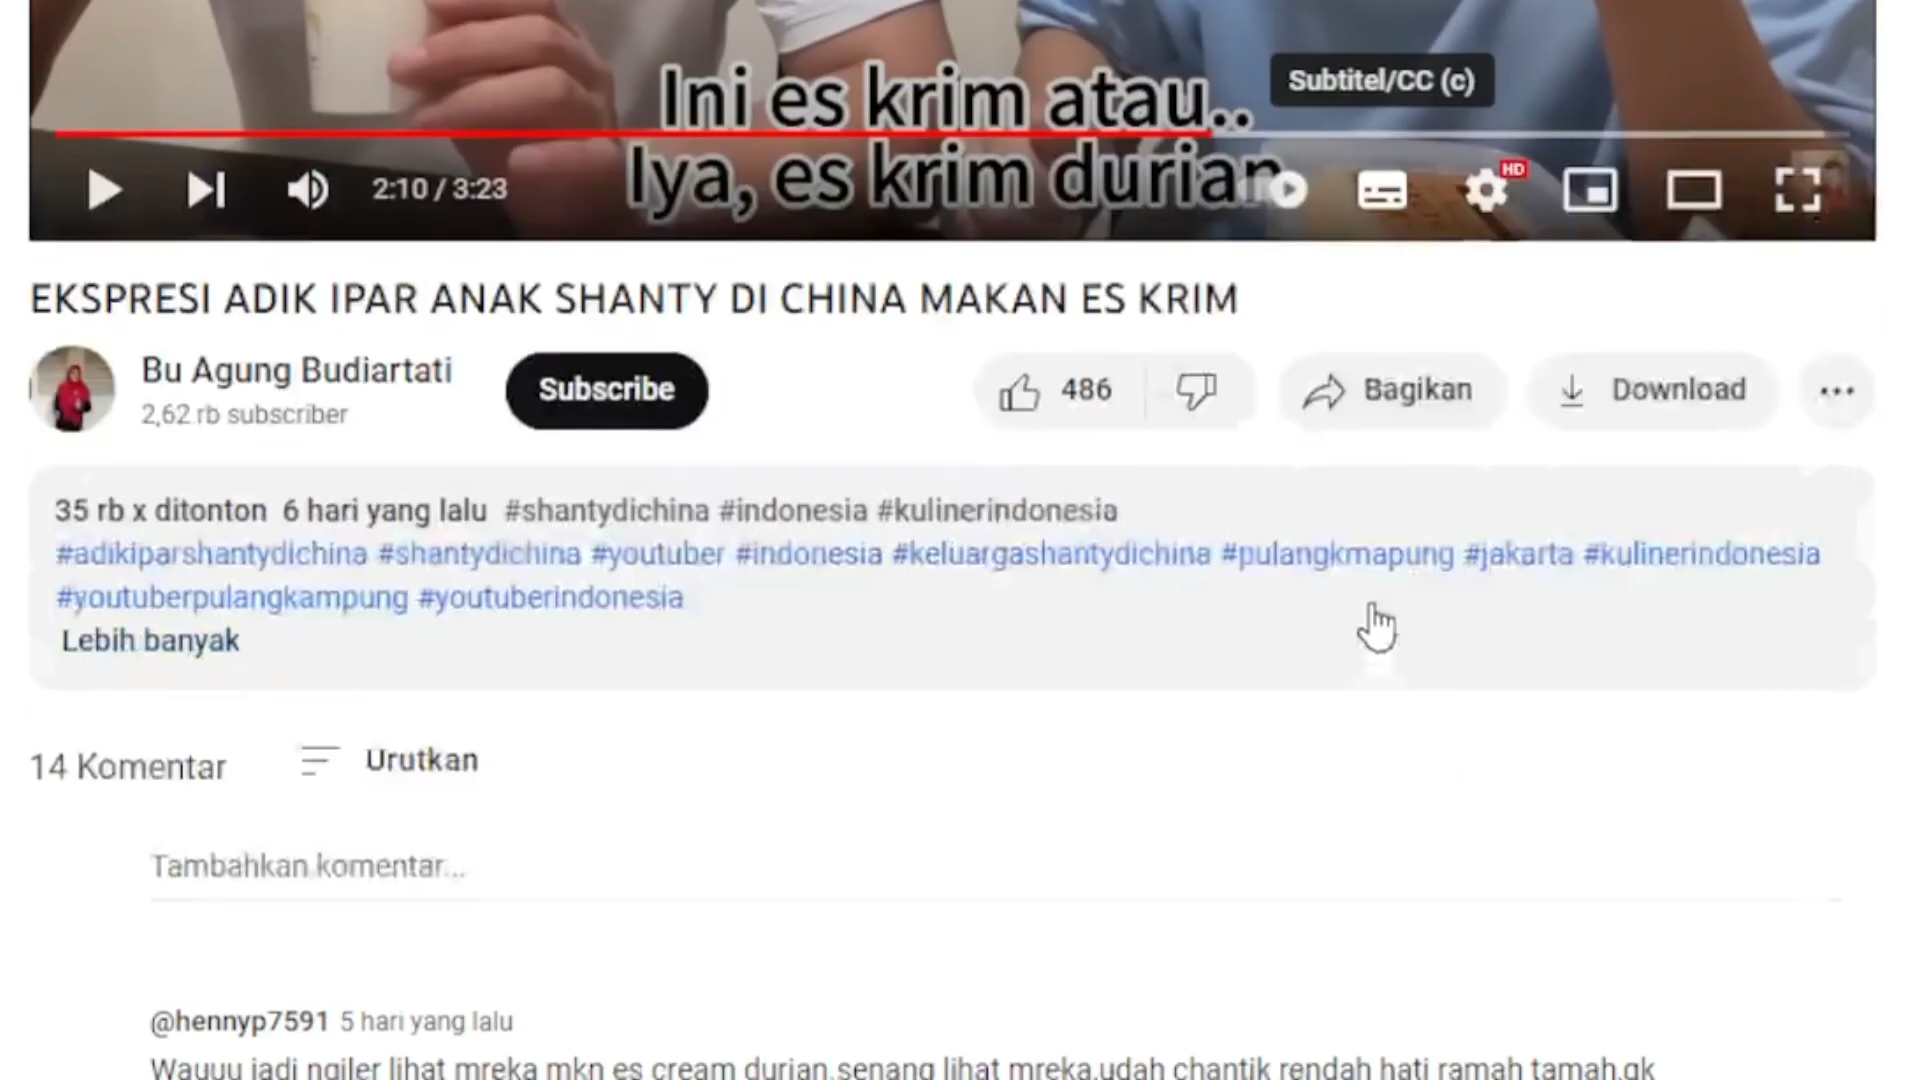 Ini es krim atau..
Subtitel/CC (c)
Iya, es krim durian
2:10 / 3:23
HD
EKSPRESI ADIK IPAR ANAK SHANTY DI CHINA MAKAN ES KRIM
Bu Agung Budiartati
2,62 rb subscriber
Subscribe
486
Bagikan
Download
35 rb x ditonton 6 hari yang lalu #shantydichina #indonesia #kulinerindonesia
#adikiparshantydichina #shantydichina #youtuber #indonesia #keluargashantydichina #pulangkmapung #jakarta #kulinerindonesia
#youtuberpulangkampung #youtuberindonesia
Lebih banyak
14 Komentar
Urutkan
Tambahkan komentar...
@hennyp7591 5 hari yang lalu
Wauuu jadi ngiler lihat mreka mkn es cream durian.senang lihat mreka.udah chantik rendah hati ramah tamah.gk